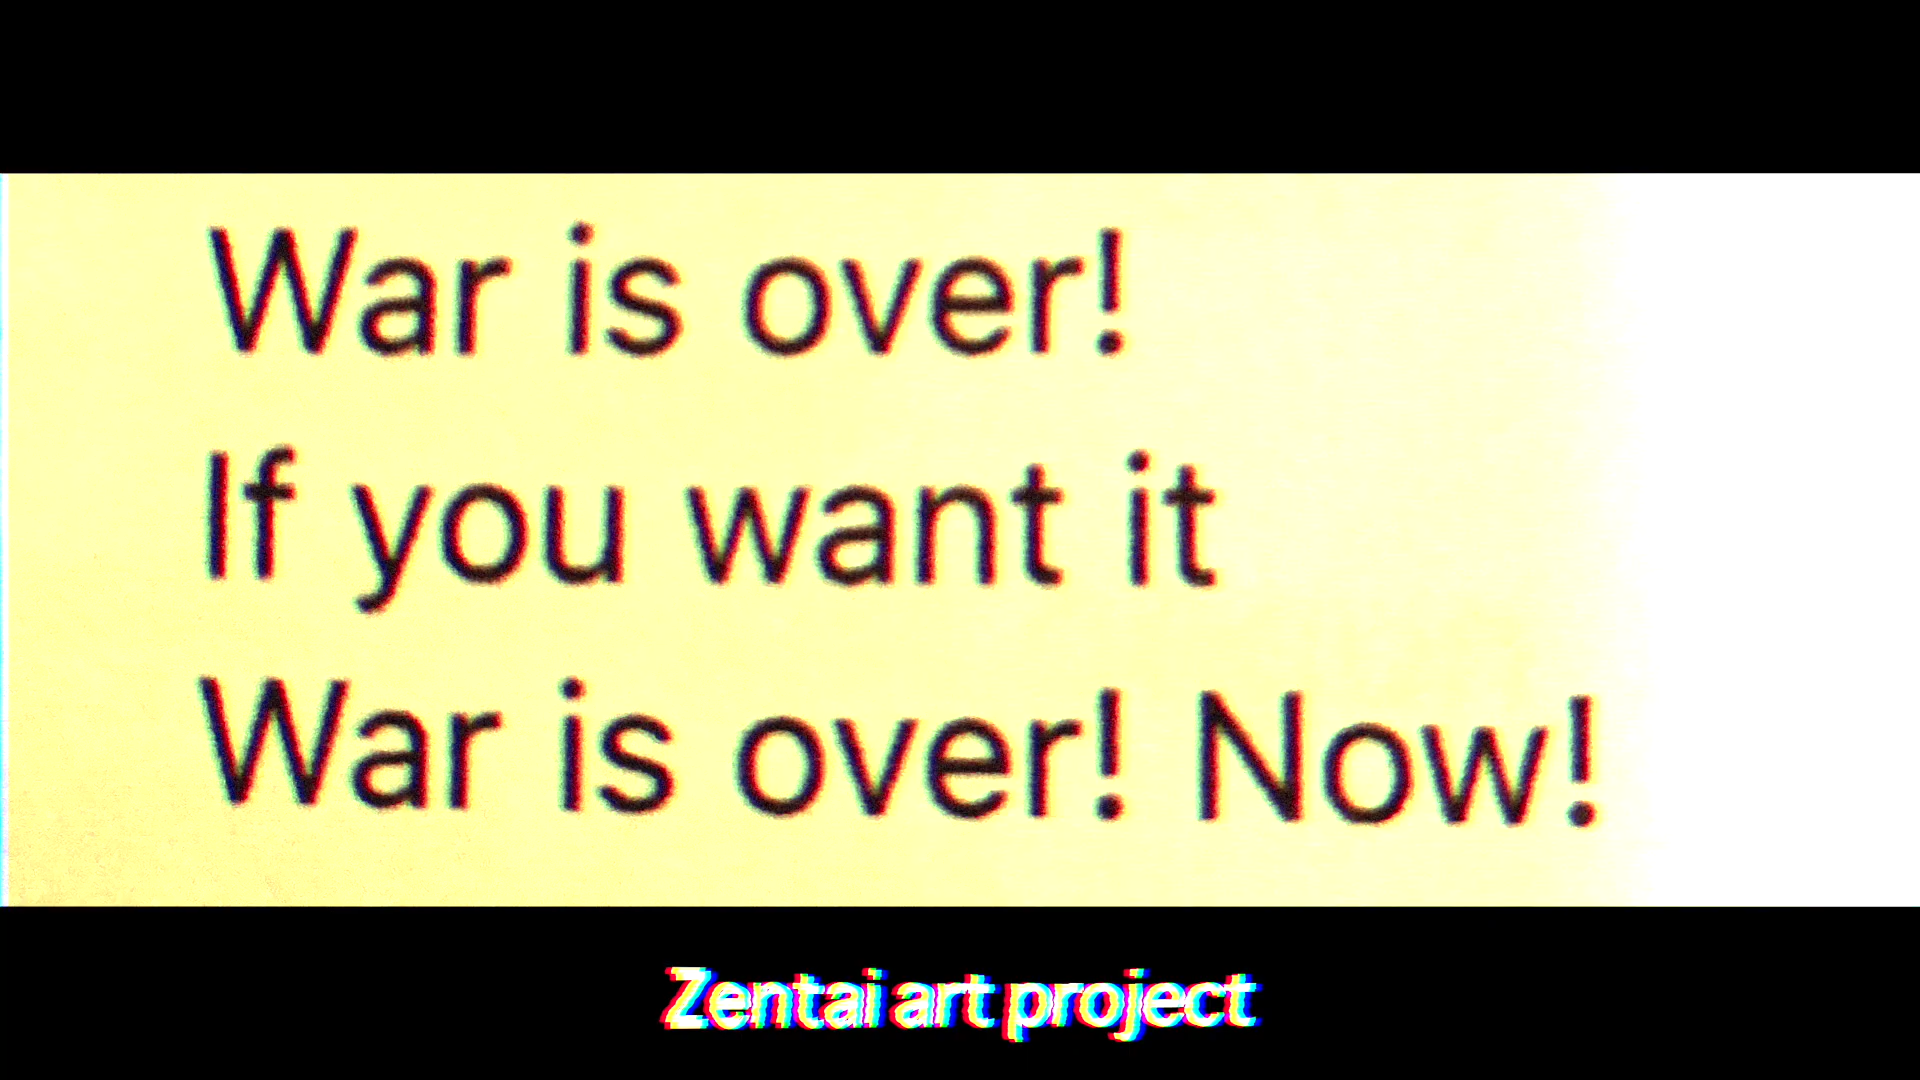 War is over!
If you want it
War is over! Now!
Zentai art project